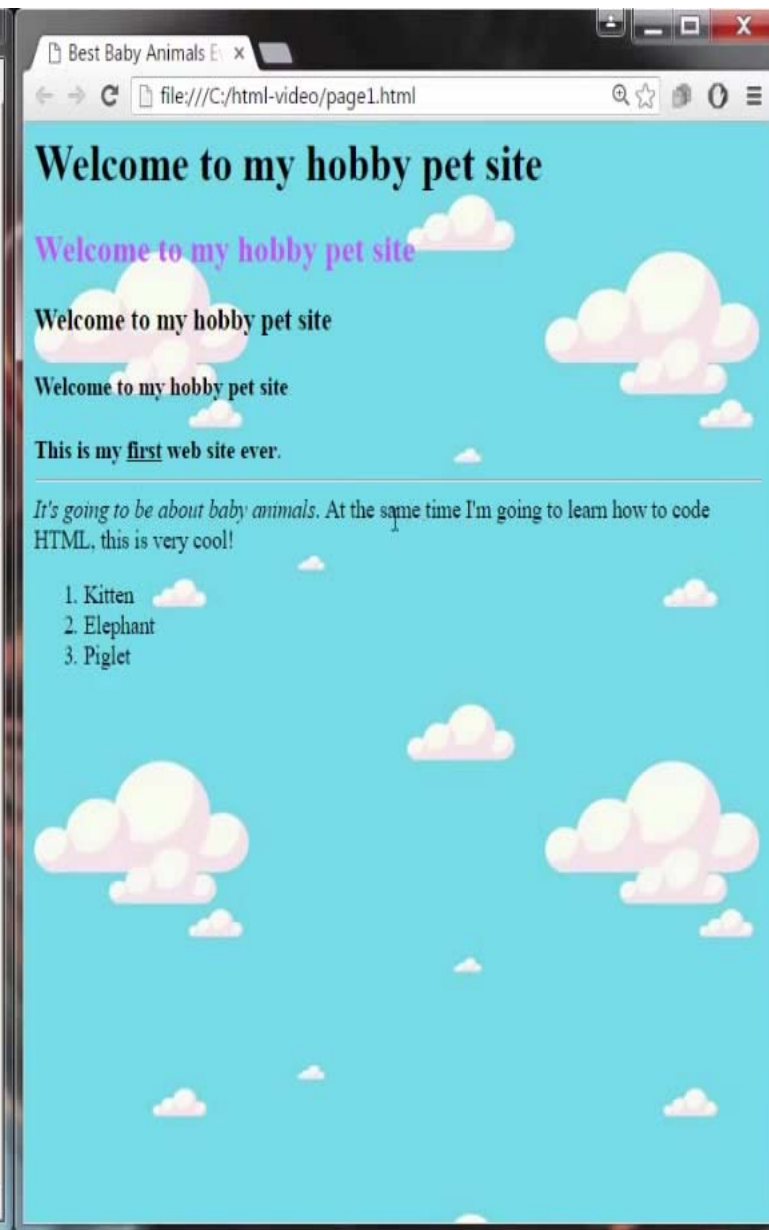 Best Baby Animals E
file:///C:/html-video/page1.html
Welcome to my hobby pet site
Welcome to my hobby pet site
Welcome to my hobby pet site
Welcome to my hobby pet site
This is my first web site ever.
It's going to be about baby animals. At the same time I'm going to learn how to code
HTML, this is very cool!
1. Kitten
2. Elephant
3. Piglet